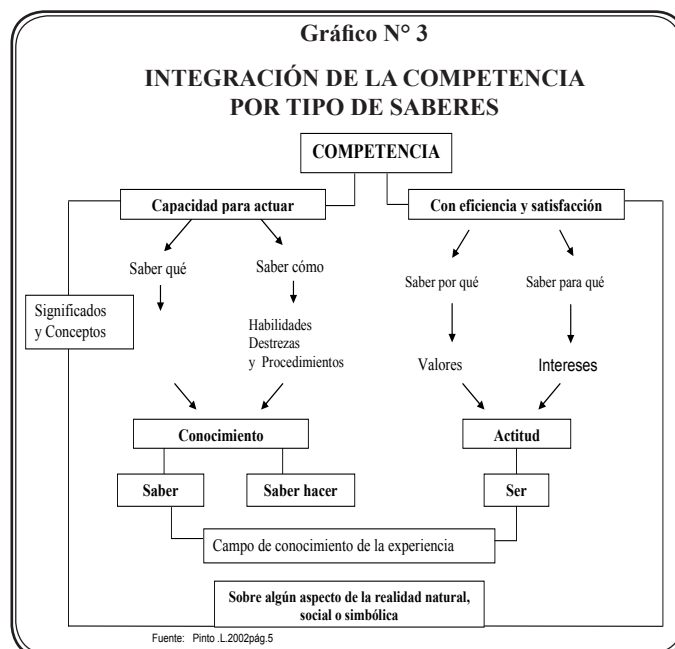 Gráfico N° 3
INTEGRACIÓN DE LA COMPETENCIA
POR TIPO DE SABERES
COMPETENCIA
Capacidad para actuar
Con eficiencia y satisfacción
Saber qué
Saber cómo
Saber por qué
Saber para qué
Significados
y Conceptos
Habilidades
Destrezas
y Procedimientos
Valores
Intereses
Conocimiento
Actitud
Saber
Saber hacer
Ser
Campo de conocimiento de la experiencia
Sobre algún aspecto de la realidad natural,
social o simbólica
Fuente: Pinto .L.2002pág.5